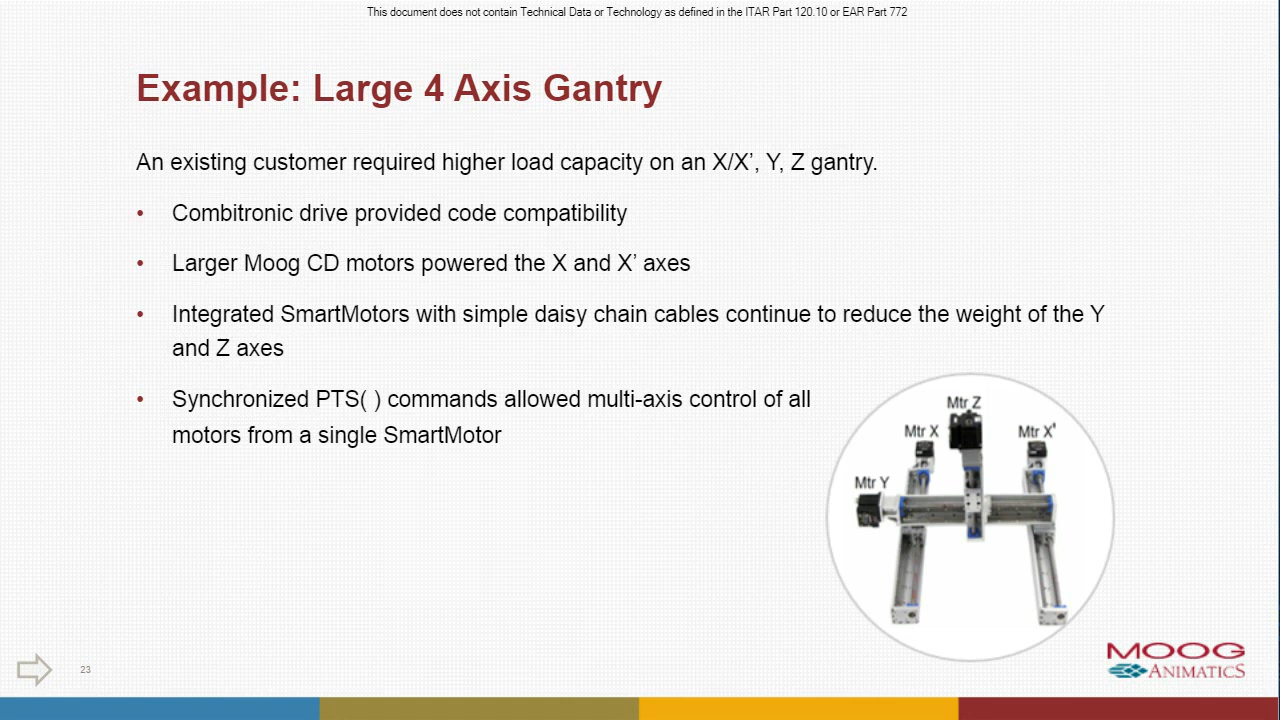 This document does not contain Technical Data or Technology as defined in the ITAR Part 120.10 or EAR Part 772
Example: Large 4 Axis Gantry
An existing customer required higher load capacity on an X/X’, Y, Z gantry.
• Combitronic drive provided code compatibility
• Larger Moog CD motors powered the X and X’ axes
• Integrated SmartMotors with simple daisy chain cables continue to reduce the weight of the Y
and Z axes
• Synchronized PTS( ) commands allowed multi-axis control of all
motors from a single SmartMotor
Mtr Z
Mtr X
Mtr X'
Mtr Y
MOOG
ANIMATICS
23